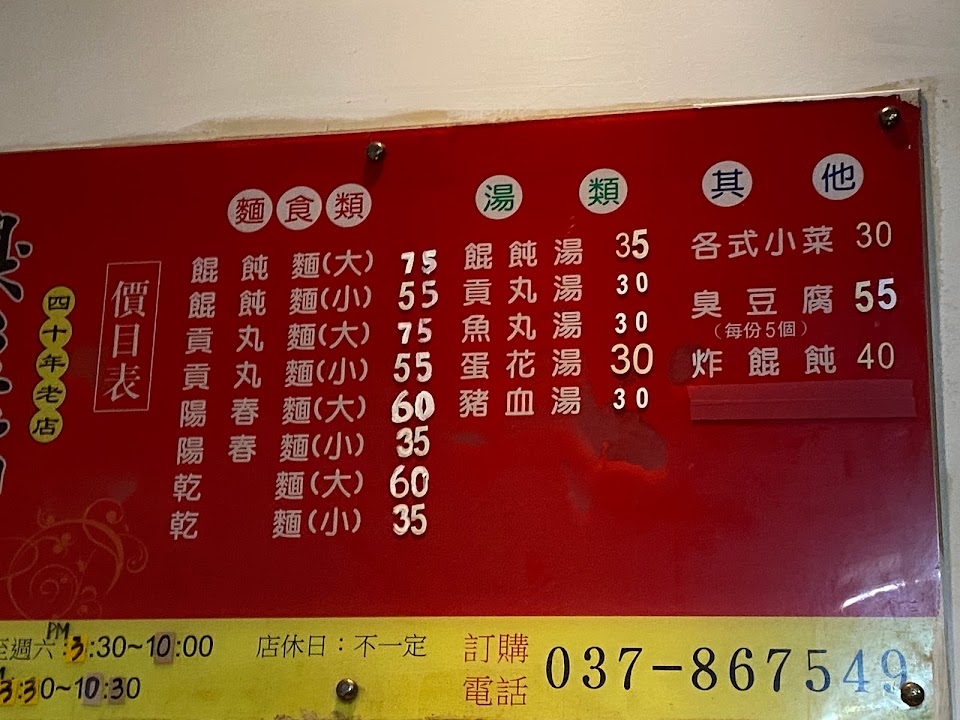 四十年老店
價目表
麵食類
餛飩麵(大) 75
餛飩麵(小) 55
貢丸麵(大) 75
貢丸麵(小) 55
陽春麵(大) 60
陽春麵(小) 35
乾麵(大) 60
乾麵(小) 35
湯類
餛飩湯 35
貢丸湯 30
魚丸湯 30
蛋花湯 30
豬血湯 30
其他
各式小菜 30
臭豆腐 55
(每份5個)
炸餛飩 40
至週六 PM 3:30~10:00
3:30~10:30
店休日：不一定
訂購電話 037-867549